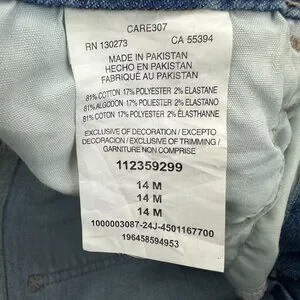 CARE307
RN 130273 CA 55394
MADE IN PAKISTAN
HECHO EN PAKISTAN
FABRIQUÉ AU PAKISTAN
81% COTTON 17% POLYESTER 2% ELASTANE
81% ALGODON 17% POLYESTER 2% ELASTANO
81% COTON 17% POLYESTER 2% ÉLASTHANNE
EXCLUSIVE OF DECORATION / EXCEPTO
DECORACION / EXCLUSIVE OF TRIMMING /
GARNITURE NON COMPRISE
112359299
14 M
14 M
14 M
1000003087-24J-4501167700
196458594953